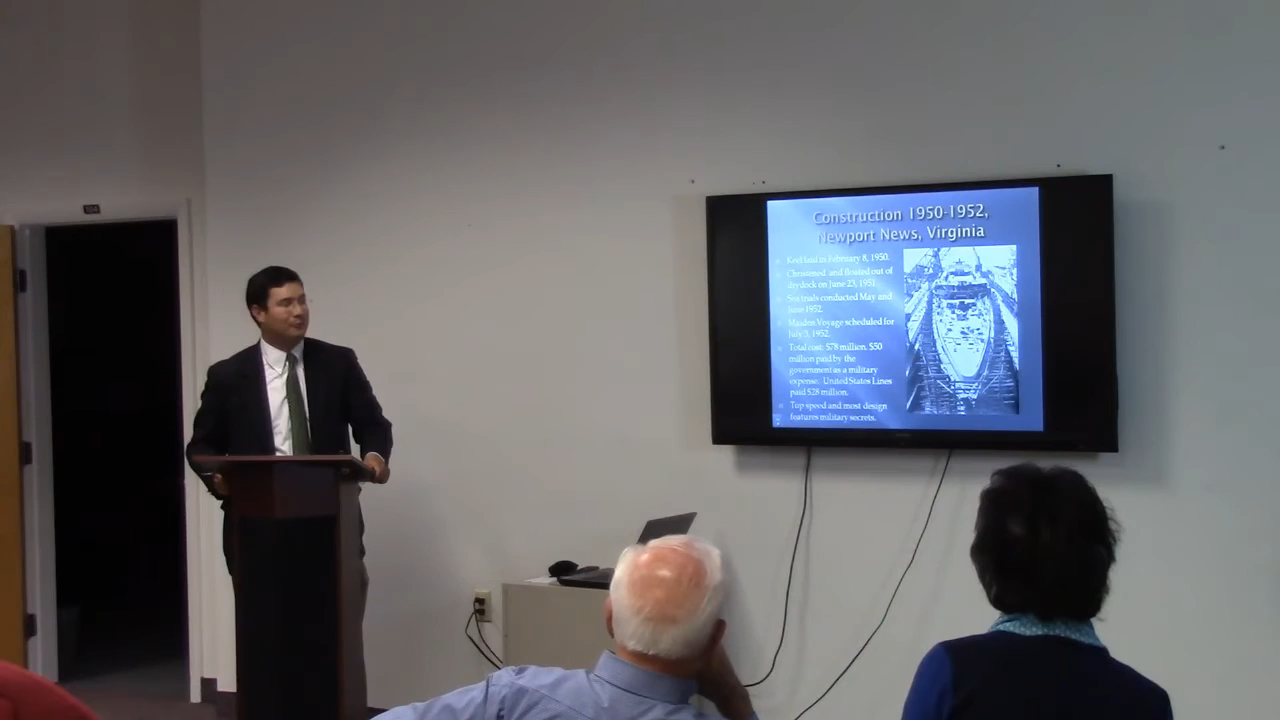 Construction 1950-1952,
Newport News, Virginia
Keel laid in February 8, 1950.
Christened and floated out of
drydock on June 23, 1951
Sea trials conducted May and
June 1952.
Maiden Voyage scheduled for
July 3, 1952.
Total cost: $78 million. $50
million paid by the
government as a military
expense. United States Lines
paid $28 million.
Top speed and most design
features military secrets.